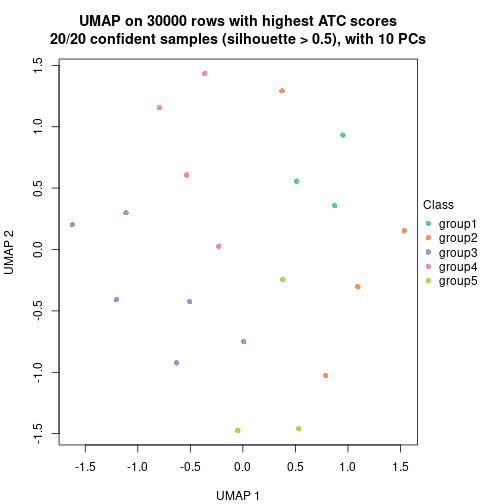 UMAP on 30000 rows with highest ATC scores
20/20 confident samples (silhouette > 0.5), with 10 PCs
1.5
1.0
0.5
0.0
-0.5
-1.0
-1.5
UMAP 2
-1.5 -1.0 -0.5 0.0 0.5 1.0 1.5
UMAP 1
Class
group1
group2
group3
group4
group5